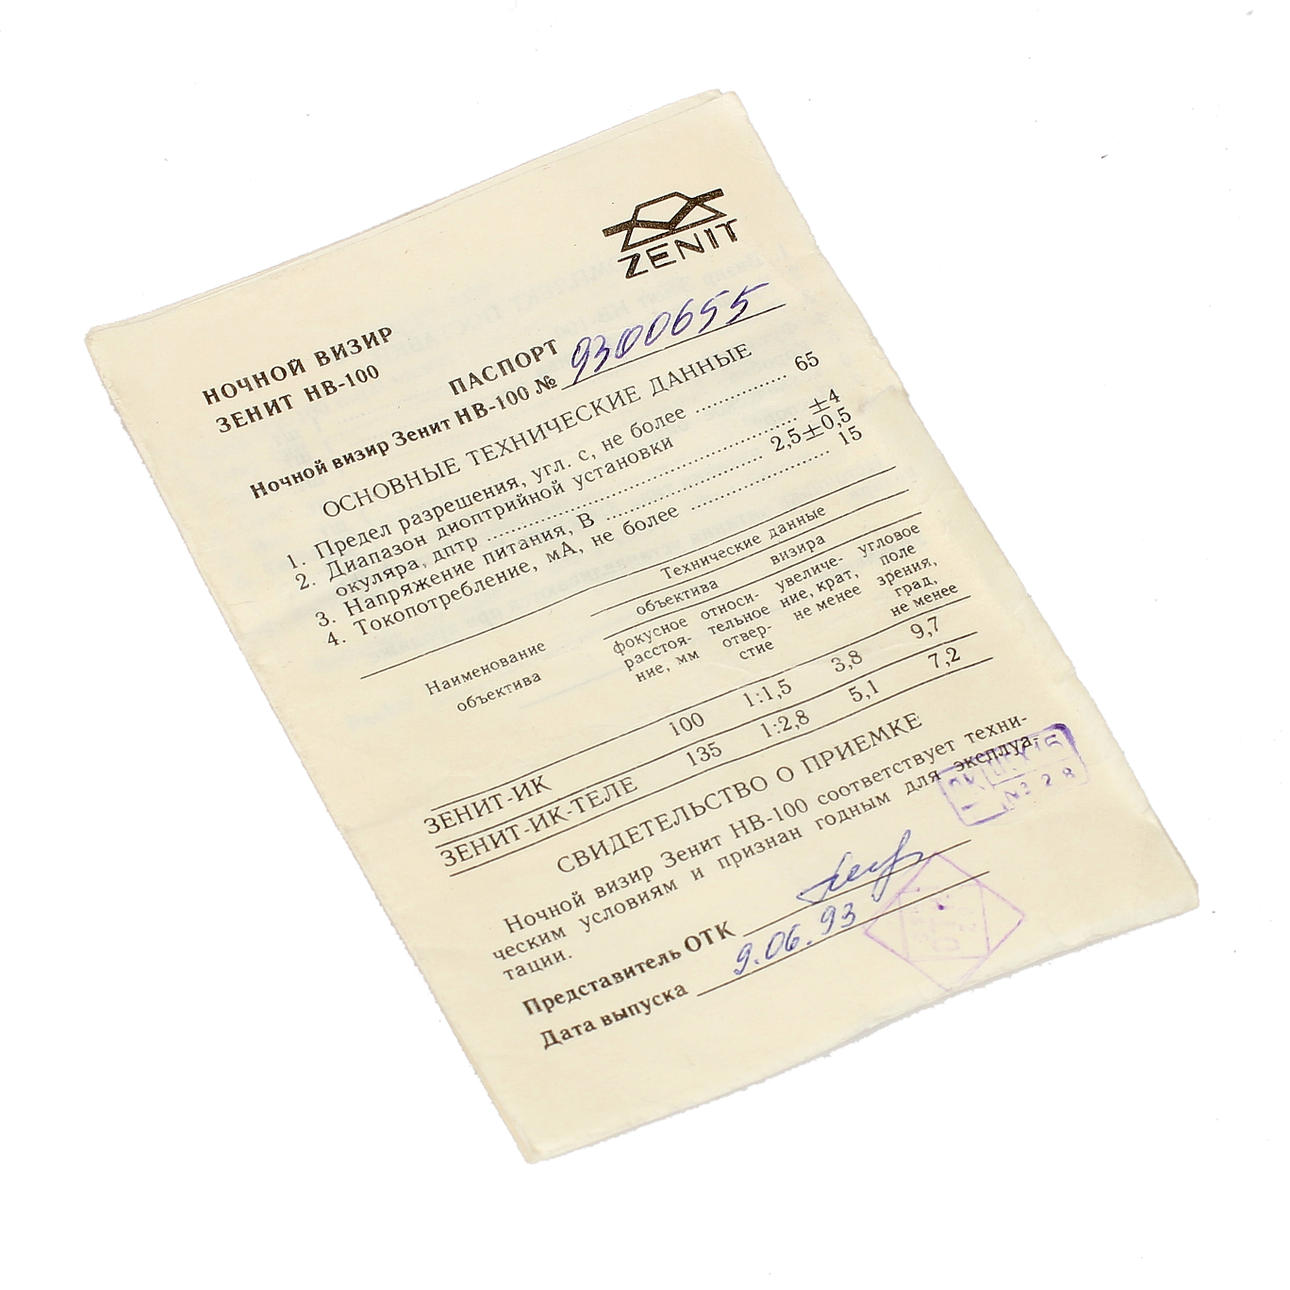 ZENIT
НОЧНОЙ ВИЗИР
ЗЕНИТ НВ-100
ПАСПОРТ
Ночной визир Зенит НВ-100 № 9300655
ОСНОВНЫЕ ТЕХНИЧЕСКИЕ ДАННЫЕ
1. Предел разрешения, угл. с, не более ............... 65
2. Диапазон диоптрийной установки
окуляра, дптр ............................................. ±4
3. Напряжение питания, В ...................... 2,5±0,5
4. Токопотребление, мА, не более .................... 15
Технические данные
Наименование объектива
объектива
визира
фокусное расстоя-ние, мм
относи-тельное отвер-стие
увеличе-ние, крат, не менее
угловое поле зрения, град, не менее
ЗЕНИТ-ИК 100 1:1,5 3,8 9,7
ЗЕНИТ-ИК-ТЕЛЕ 135 1:2,8 5,1 7,2
СВИДЕТЕЛЬСТВО О ПРИЕМКЕ
Ночной визир Зенит НВ-100 соответствует техни-
ческим условиям и признан годным для эксплуа-
тации.
№ 28
Представитель ОТК
ОТК
Дата выпуска 9.06.93